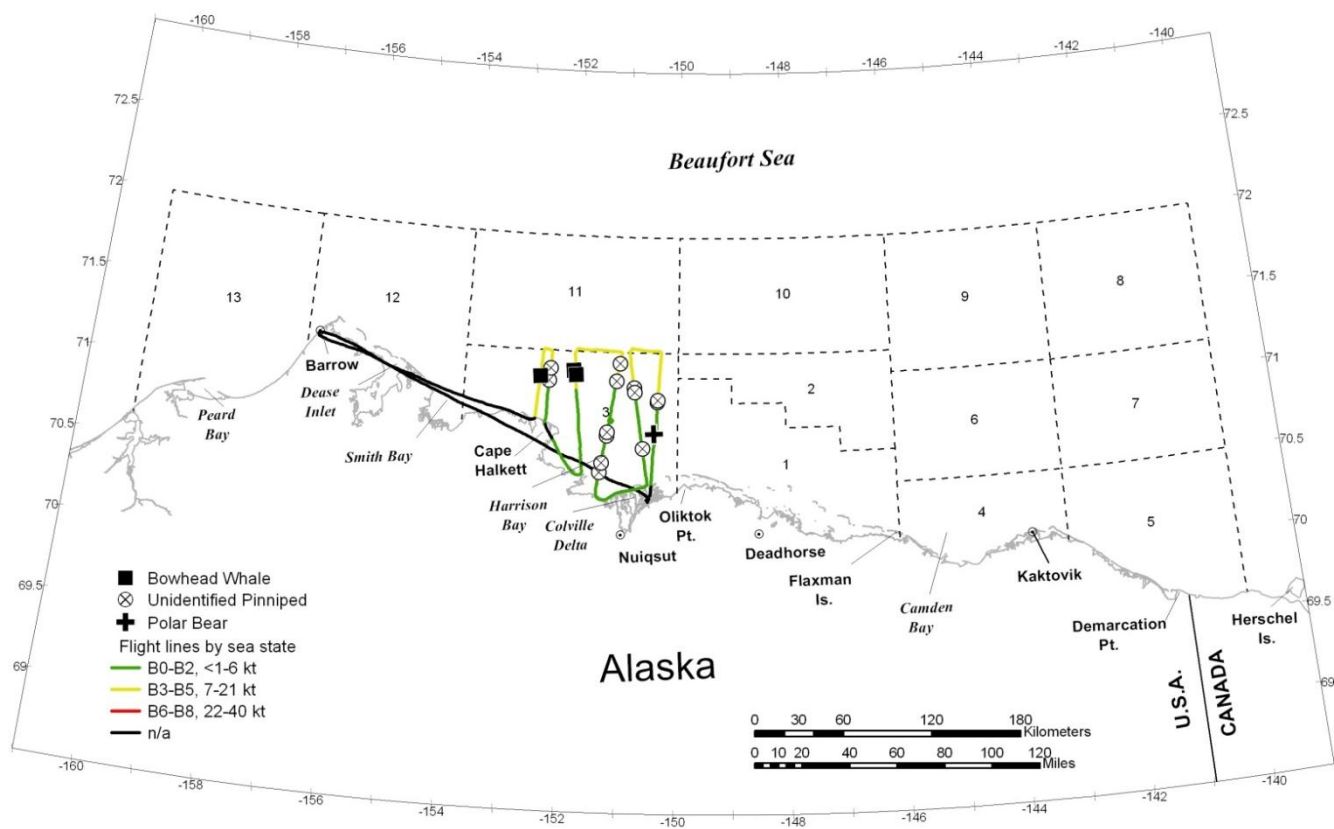 -160
-158
-156
-154
-152
-150
-148
-146
-144
-142
-140
72.5
72.5
Beaufort Sea
72
72
71.5
71.5
13
12
11
10
9
8
71
71
Barrow
Dease
Inlet
Peard
Bay
Smith Bay
3
2
6
7
70.5
70.5
Cape
Halkett
Harrison
Bay
Colville
Delta
Nuiqsut
Oliktok
Pt.
1
Deadhorse
Flaxman
Is.
4
5
Camden
Bay
Kaktovik
Demarcation
Pt.
Herschel
Is.
70
70
69.5
69.5
Bowhead Whale
Unidentified Pinniped
Polar Bear
Flight lines by sea state
B0-B2, <1-6 kt
B3-B5, 7-21 kt
B6-B8, 22-40 kt
n/a
Alaska
U.S.A.
CANADA
69
69
0 30 60 120 180
Kilometers
0 10 20 40 60 80 100 120
Miles
-160
-158
-156
-154
-152
-150
-148
-146
-144
-142
-140